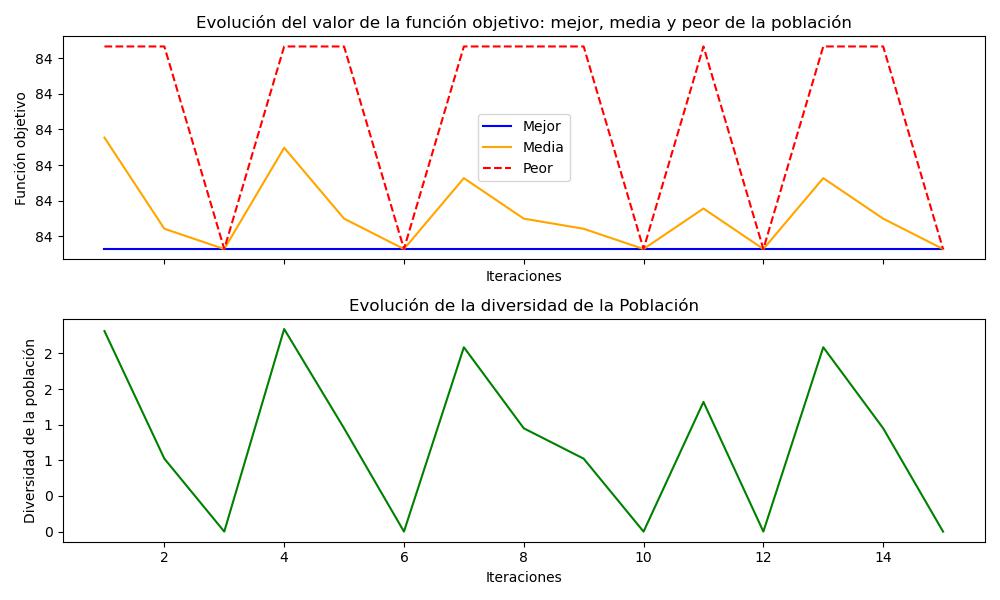 Evolución del valor de la función objetivo: mejor, media y peor de la población
84
84
84
84
84
84
Función objetivo
Mejor
Media
Peor
Iteraciones
Evolución de la diversidad de la Población
2
2
1
1
0
0
Diversidad de la población
2 4 6 8 10 12 14
Iteraciones